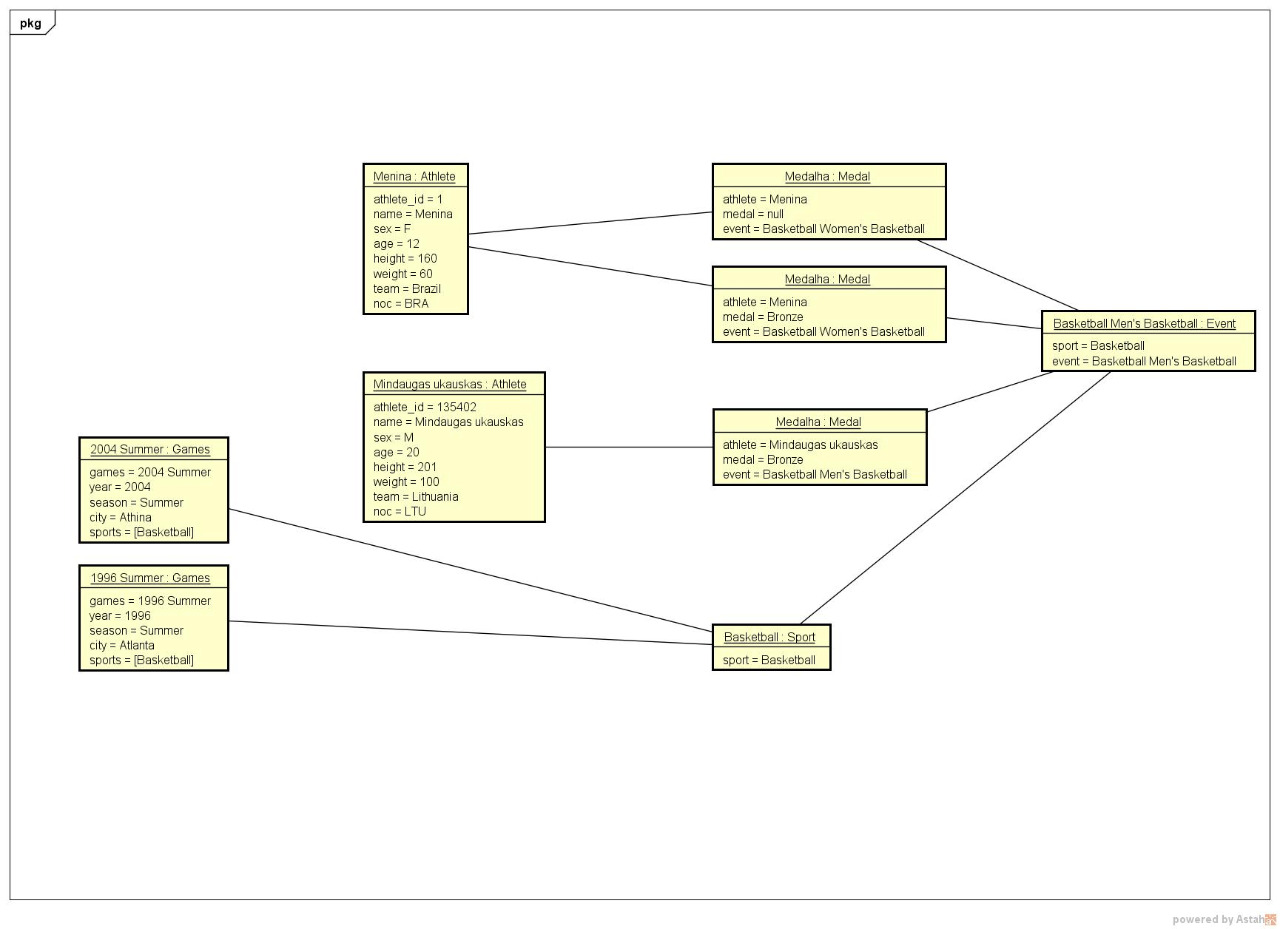 pkg
Menina : Athlete
athlete_id = 1
name = Menina
sex = F
age = 12
height = 160
weight = 60
team = Brazil
noc = BRA
Medalha : Medal
athlete = Menina
medal = null
event = Basketball Women's Basketball
Medalha : Medal
athlete = Menina
medal = Bronze
event = Basketball Women's Basketball
Basketball Men's Basketball : Event
sport = Basketball
event = Basketball Men's Basketball
Mindaugas ukauskas : Athlete
athlete_id = 135402
name = Mindaugas ukauskas
sex = M
age = 20
height = 201
weight = 100
team = Lithuania
noc = LTU
Medalha : Medal
athlete = Mindaugas ukauskas
medal = Bronze
event = Basketball Men's Basketball
2004 Summer : Games
games = 2004 Summer
year = 2004
season = Summer
city = Athina
sports = [Basketball]
1996 Summer : Games
games = 1996 Summer
year = 1996
season = Summer
city = Atlanta
sports = [Basketball]
Basketball : Sport
sport = Basketball
powered by Astah